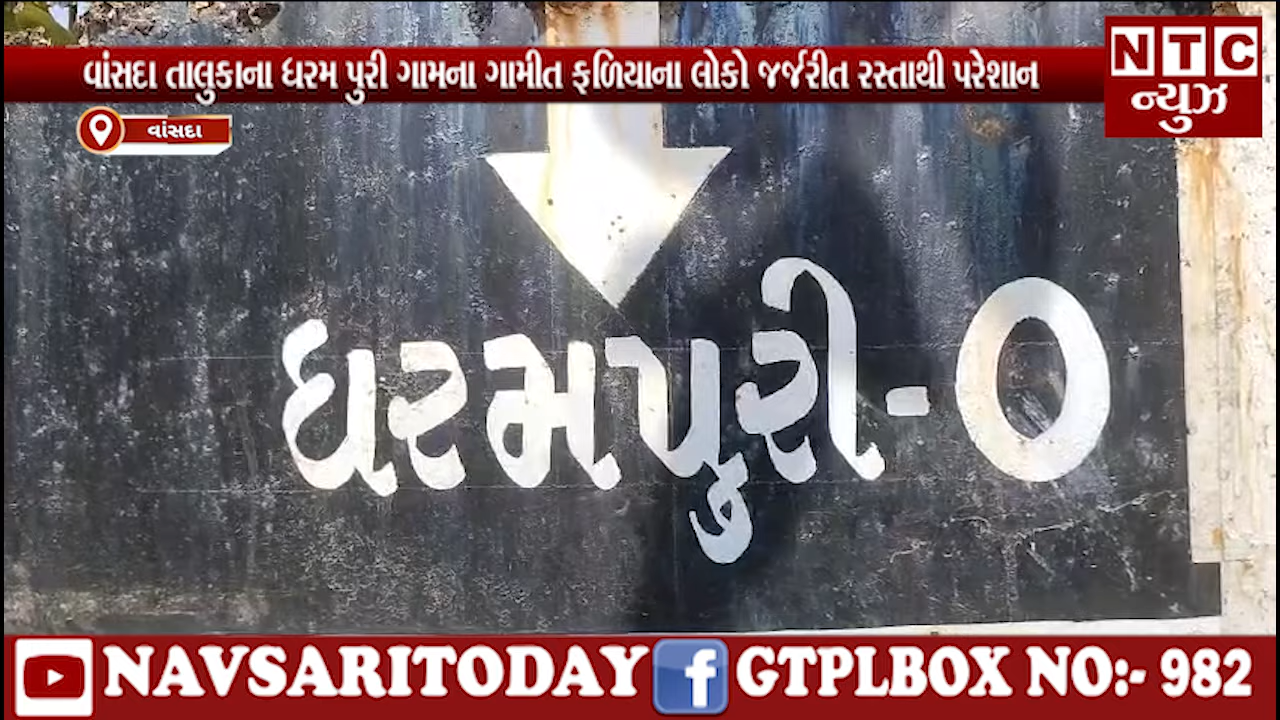 વાંસદા તાલુકાના ધરમ પુરી ગામના ગામીત ફળિયાના લોકો જર્જરીત રસ્તાથી પરેશાન
NTC
ન્યુઝ
વાંસદા
ધરમપુરી-0
NAVSARITODAY
GTPLBOX NO:- 982